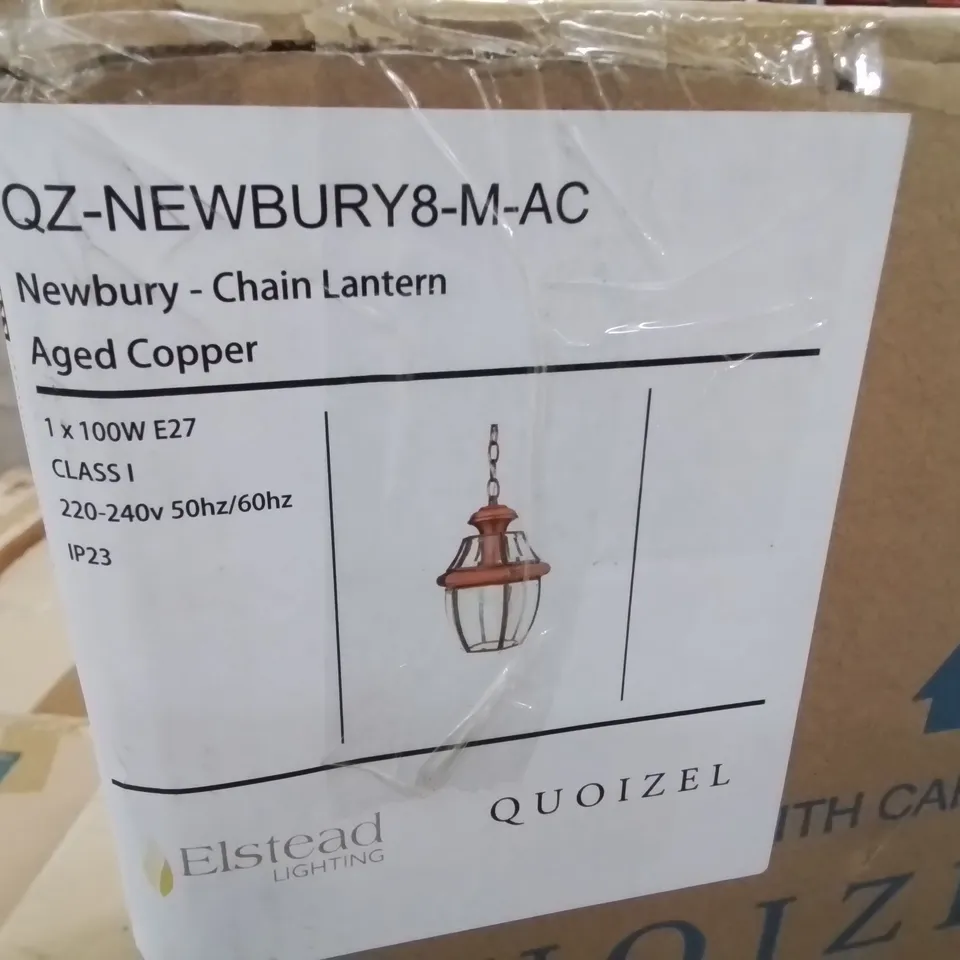 QZ-NEWBURY8-M-AC
Newbury - Chain Lantern
Aged Copper
1 x 100W E27
CLASS I
220-240v 50hz/60hz
IP23
Elstead
LIGHTING
QUOIZEL